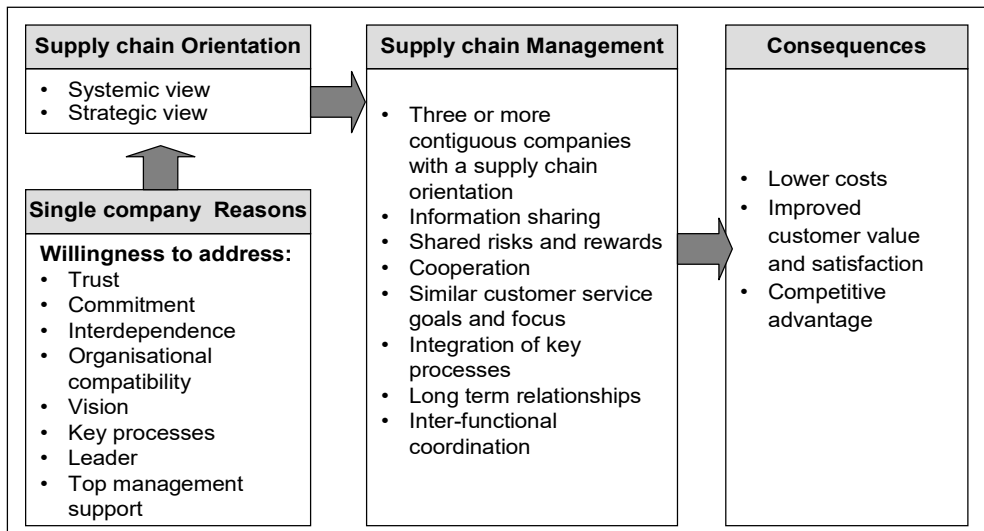 Supply chain Orientation
• Systemic view
• Strategic view
Single company Reasons
Willingness to address:
• Trust
• Commitment
• Interdependence
• Organisational
compatibility
• Vision
• Key processes
• Leader
• Top management
support
Supply chain Management
• Three or more
contiguous companies
with a supply chain
orientation
• Information sharing
• Shared risks and rewards
• Cooperation
• Similar customer service
goals and focus
• Integration of key
processes
• Long term relationships
• Inter-functional
coordination
Consequences
• Lower costs
• Improved
customer value
and satisfaction
• Competitive
advantage